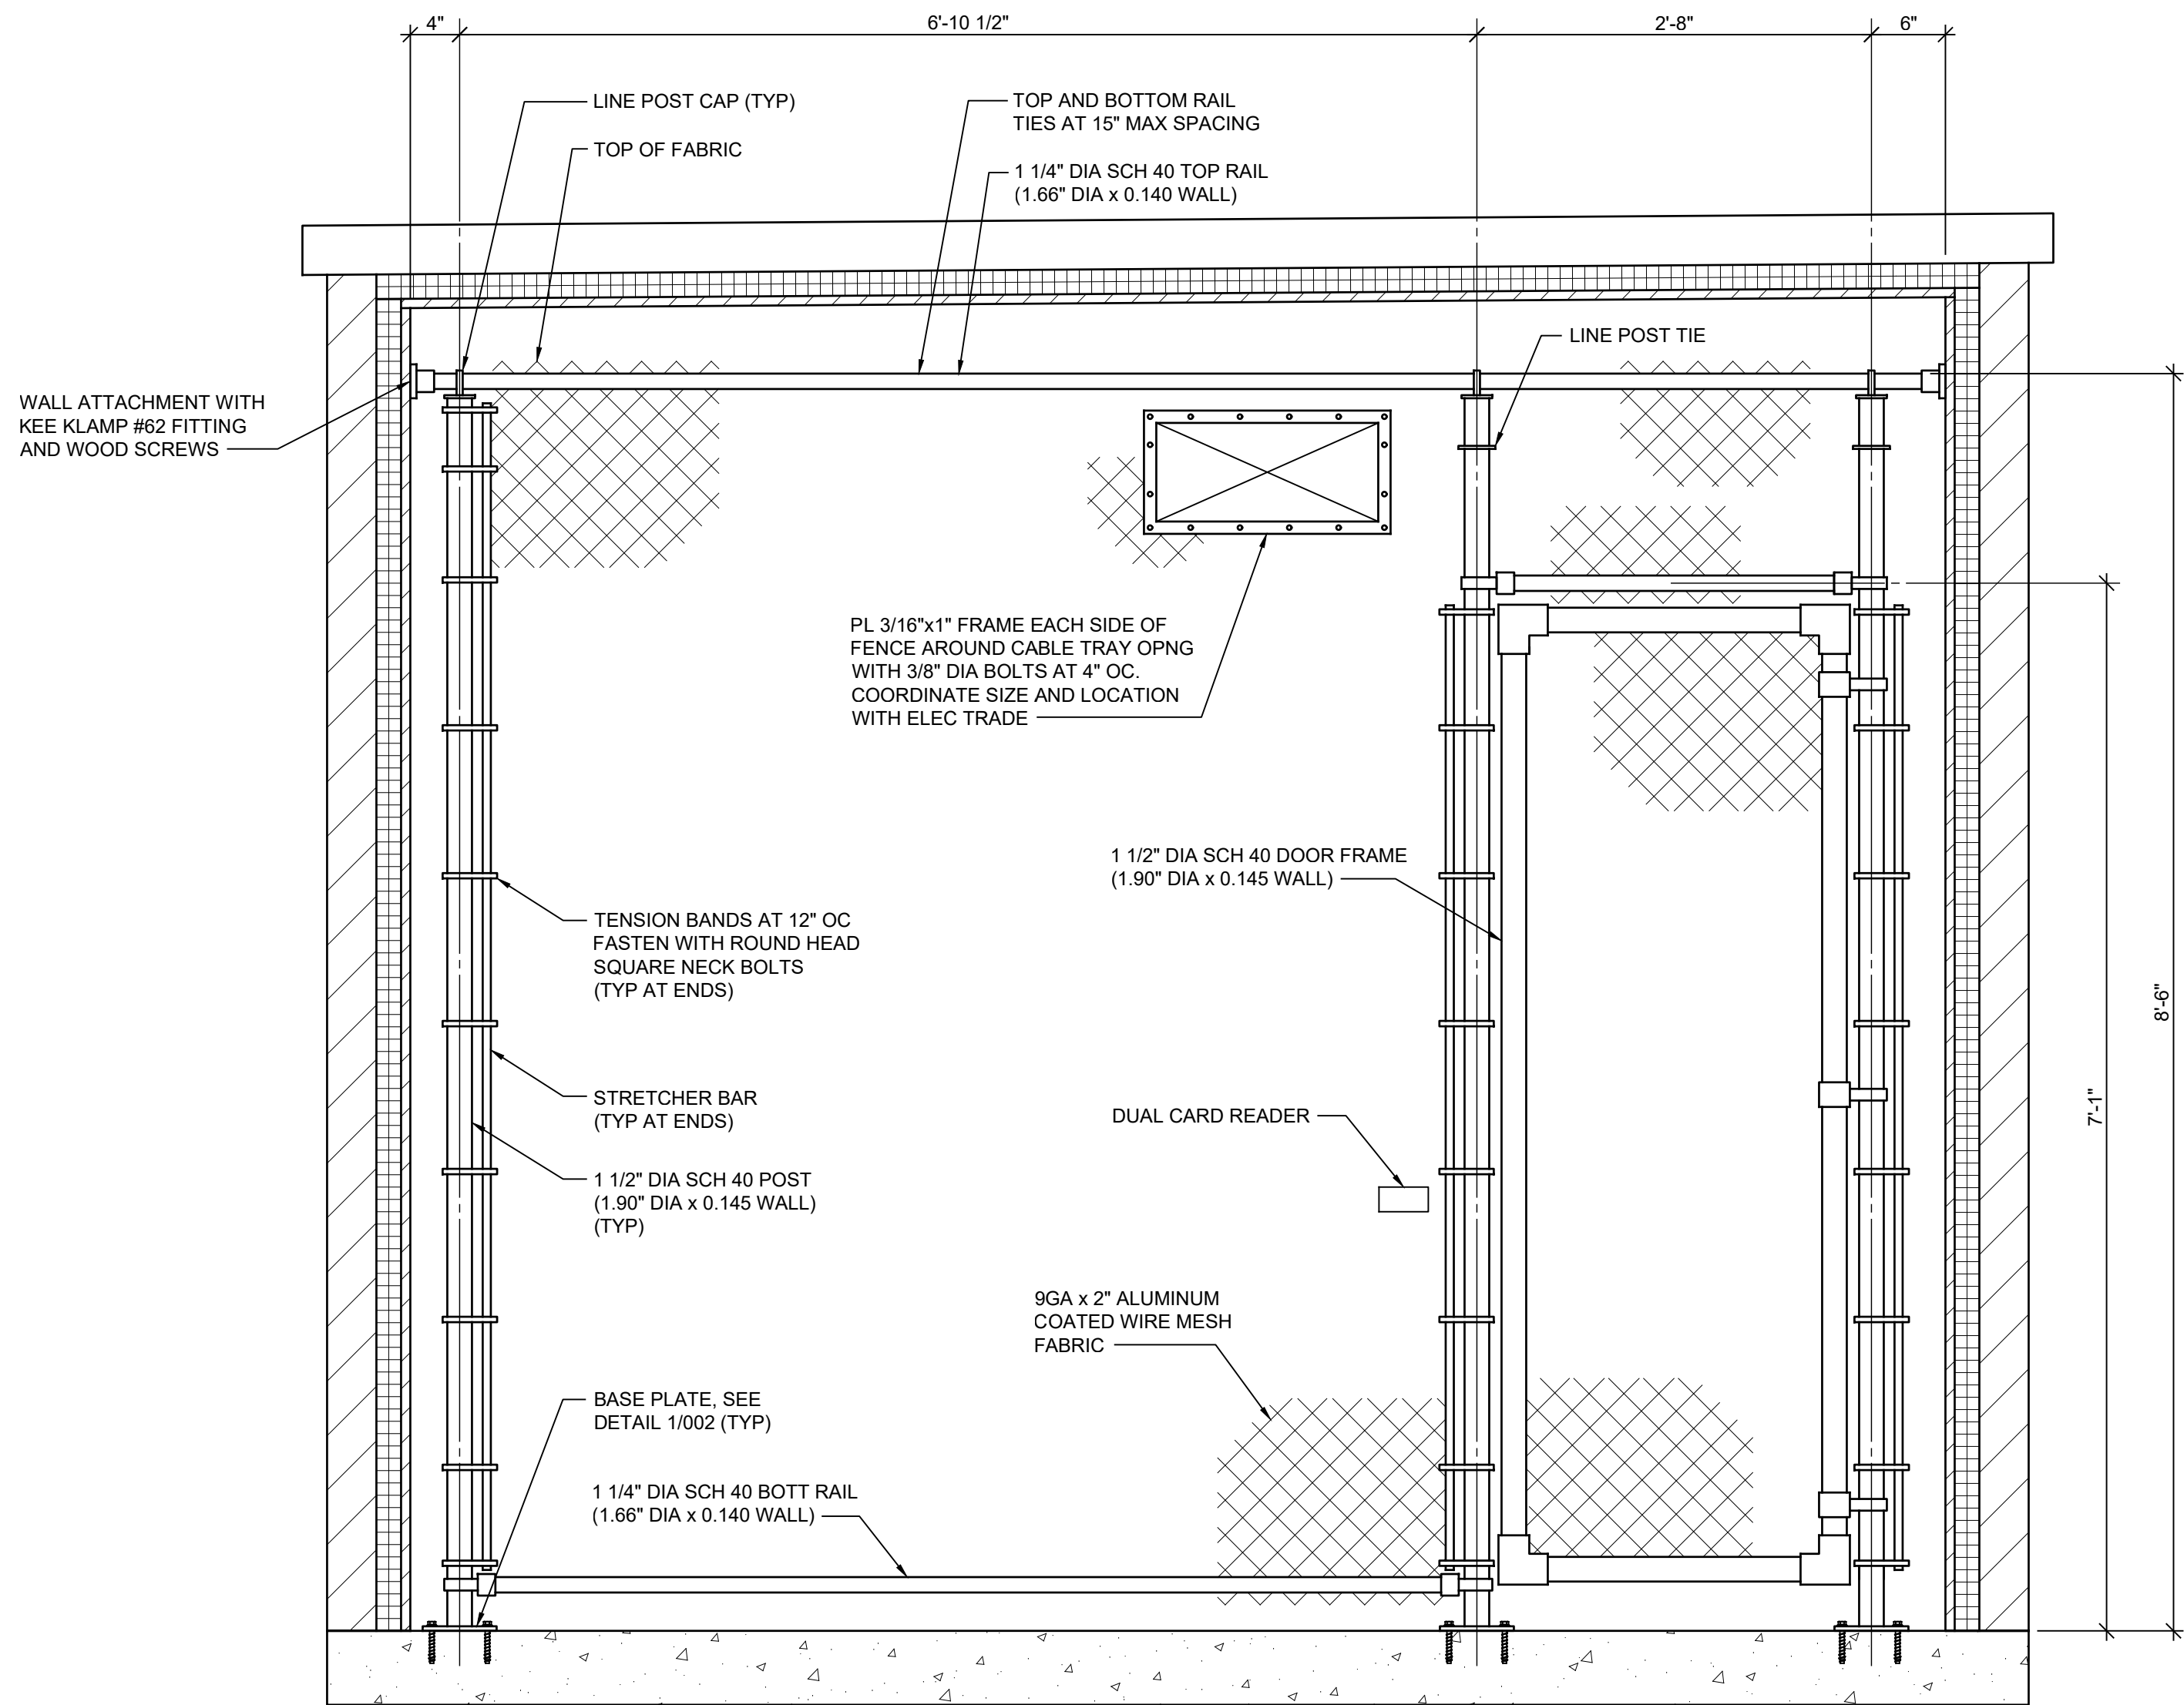 4"
6'-10 1/2"
2'-8"
6"
LINE POST CAP (TYP)
TOP OF FABRIC
TOP AND BOTTOM RAIL
TIES AT 15" MAX SPACING
1 1/4" DIA SCH 40 TOP RAIL
(1.66" DIA x 0.140 WALL)
LINE POST TIE
WALL ATTACHMENT WITH
KEE KLAMP #62 FITTING
AND WOOD SCREWS
PL 3/16"x1" FRAME EACH SIDE OF
FENCE AROUND CABLE TRAY OPNG
WITH 3/8" DIA BOLTS AT 4" OC.
COORDINATE SIZE AND LOCATION
WITH ELEC TRADE
1 1/2" DIA SCH 40 DOOR FRAME
(1.90" DIA x 0.145 WALL)
TENSION BANDS AT 12" OC
FASTEN WITH ROUND HEAD
SQUARE NECK BOLTS
(TYP AT ENDS)
8'-6"
7'-1"
STRETCHER BAR
(TYP AT ENDS)
DUAL CARD READER
1 1/2" DIA SCH 40 POST
(1.90" DIA x 0.145 WALL)
(TYP)
9GA x 2" ALUMINUM
COATED WIRE MESH
FABRIC
BASE PLATE, SEE
DETAIL 1/002 (TYP)
1 1/4" DIA SCH 40 BOTT RAIL
(1.66" DIA x 0.140 WALL)